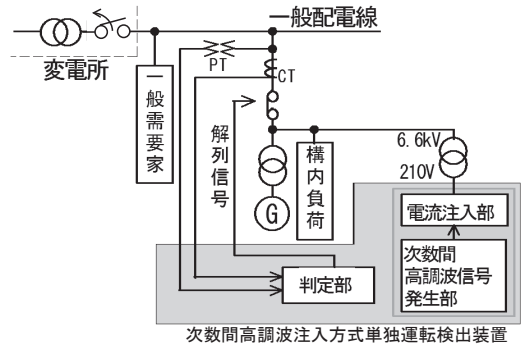 一般配電線
変電所
PT
CT
一般需要家
解列信号
構内負荷
6.6kV
210V
G
電流注入部
次数間
高調波信号
発生部
判定部
次数間高調波注入方式単独運転検出装置